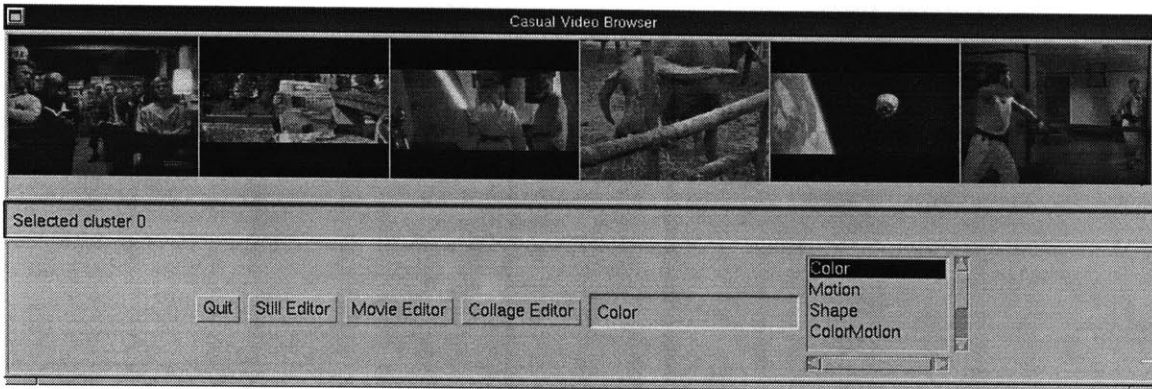 Casual Video Browser
Selected cluster 0
Quit Still Editor Movie Editor Collage Editor Color
Color
Motion
Shape
ColorMotion